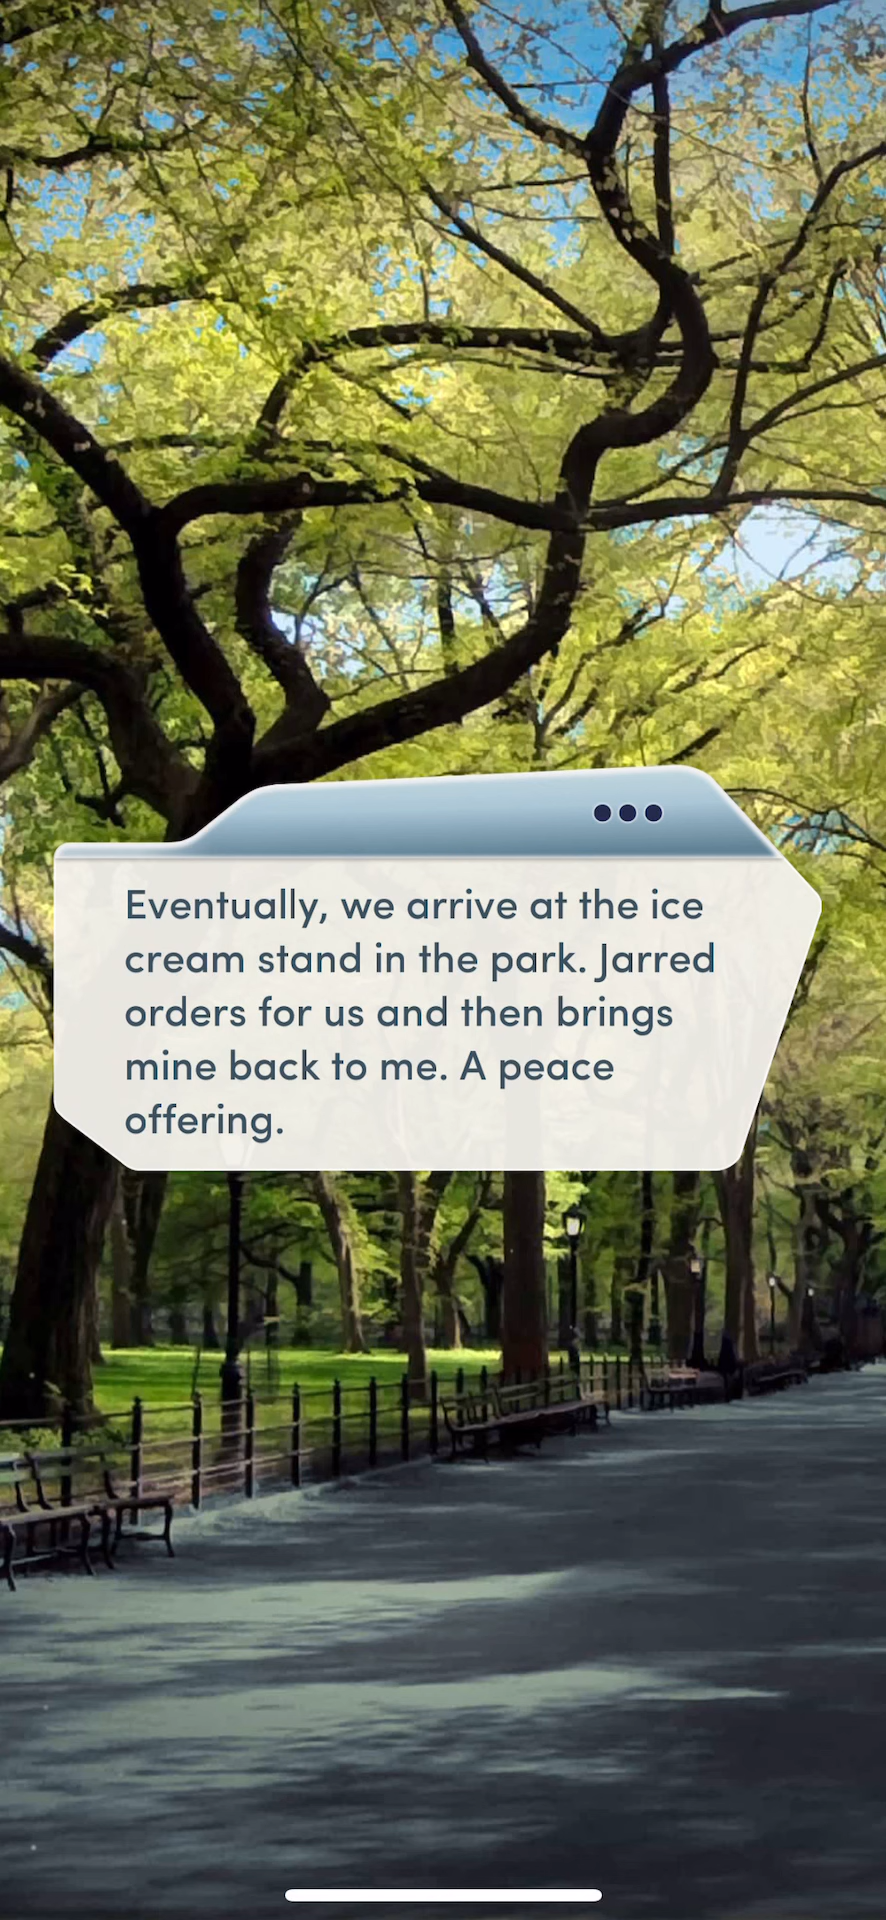 Eventually, we arrive at the ice
cream stand in the park. Jarred
orders for us and then brings
mine back to me. A peace
offering.